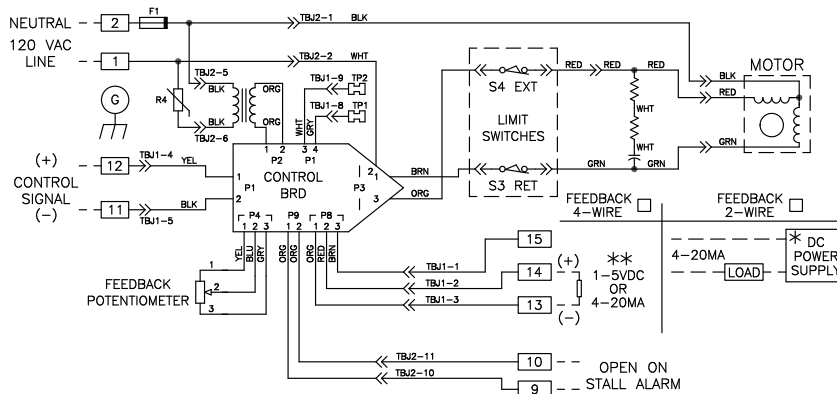 NEUTRAL
2
F1
TBJ2-1
BLK
120 VAC
LINE
1
TBJ2-2
WHT
TBJ2-5
BLK
ORG
R4
BLK
ORG
TBJ2-6
TBJ1-9
TP2
TBJ1-8
TP1
WHT
GRY
G
S4 EXT
LIMIT
SWITCHES
S3 RET
RED
RED
RED
WHT
WHT
GRN
GRN
MOTOR
BLK
RED
GRN
(+)
CONTROL
SIGNAL
(-)
12
TBJ1-4
YEL
11
BLK
TBJ1-5
1 2
P2
3 4
P1
CONTROL
BRD
1
P1
2
P3
2
1
3
BRN
ORG
P4
1 2 3
P9
1 2
P8
1 2 3
YEL
BLU
GRY
ORG
ORG
ORG
RED
BRN
FEEDBACK
POTENTIOMETER
1
2
3
TBJ1-1
15
TBJ1-2
14
TBJ1-3
13
(+)
(-)
**
1-5VDC
OR
4-20MA
FEEDBACK
4-WIRE
FEEDBACK
2-WIRE
4-20MA
LOAD
* DC
POWER
SUPPLY
TBJ2-11
10
TBJ2-10
9
OPEN ON
STALL ALARM